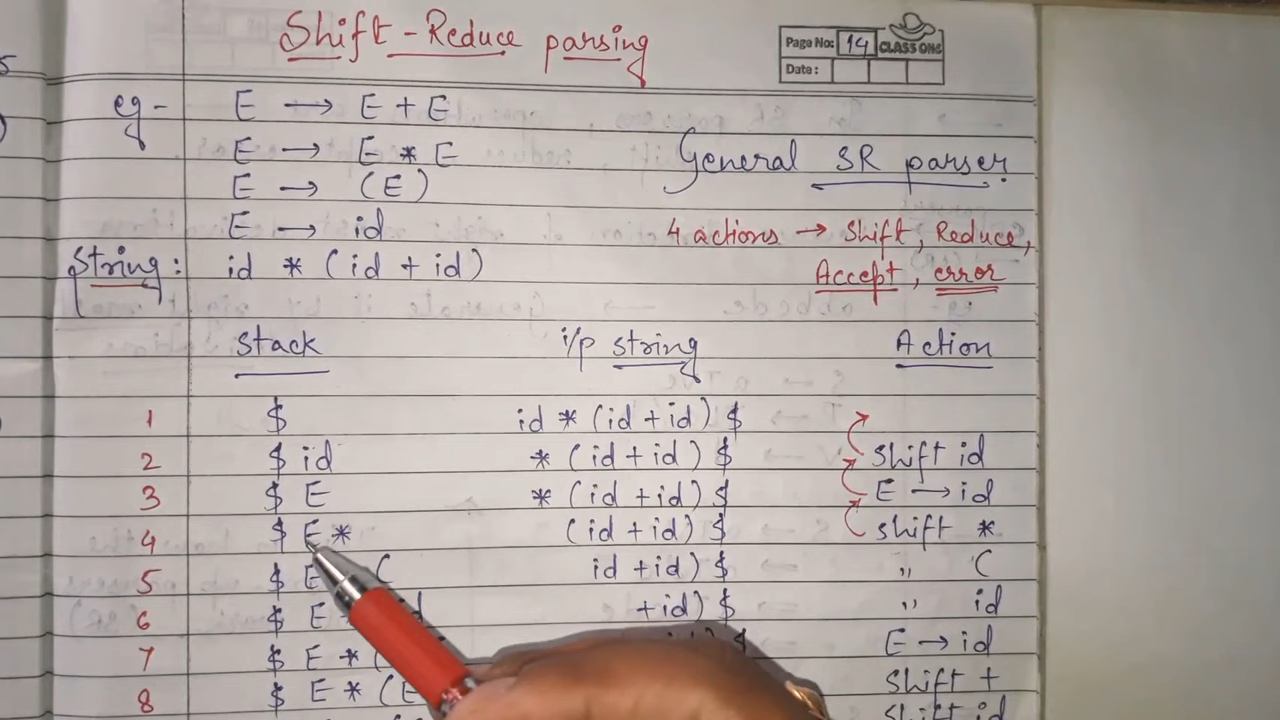 Shift-Reduce parsing
Page No: 14 CLASS ONE
Date:
eg- E → E + E
E → E * E
General SR parser
E → (E)
E → id
4 actions → Shift, Reduce,
Accept, error
String: id * (id + id)
Stack i/p string Action
1 $ id * (id + id) $
2 $ id * (id + id) $ Shift id
3 $ E * (id + id) $ E → id
4 $ E * (id + id) $ Shift *
5 $ E ( id + id) $ " (
6 $ E +id) $ " id
7 $ E * ( $ E → id
8 $ E * (E Shift +
Shift id